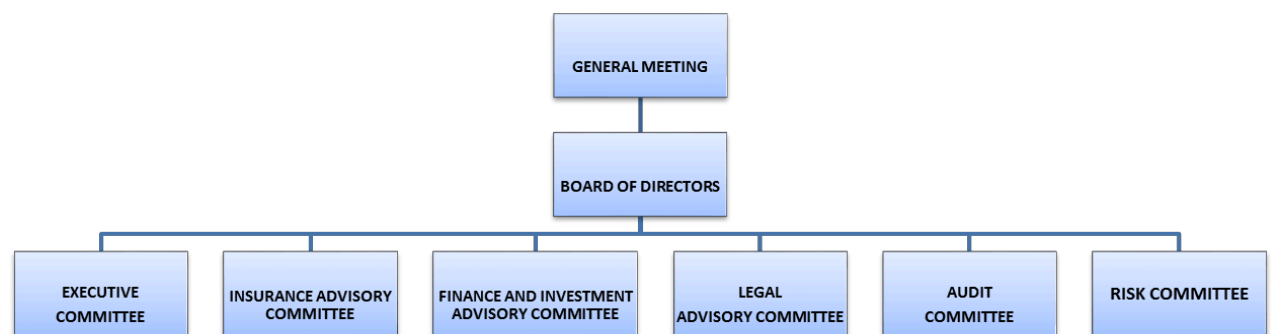 GENERAL MEETING
BOARD OF DIRECTORS
EXECUTIVE
COMMITTEE
INSURANCE ADVISORY
COMMITTEE
FINANCE AND INVESTMENT
ADVISORY COMMITTEE
LEGAL
ADVISORY COMMITTEE
AUDIT
COMMITTEE
RISK COMMITTEE